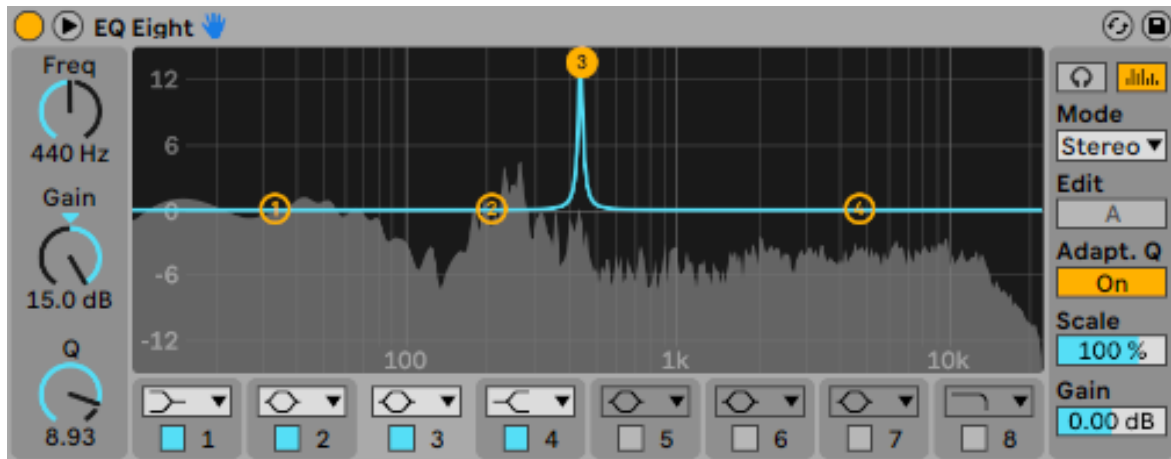 EQ Eight
Freq
440 Hz
Gain
15.0 dB
Q
8.93
12
6
0
-6
-12
100
1k
10k
1
2
3
4
Mode
Stereo
Edit
A
Adapt. Q
On
Scale
100 %
Gain
0.00 dB
1
2
3
4
5
6
7
8